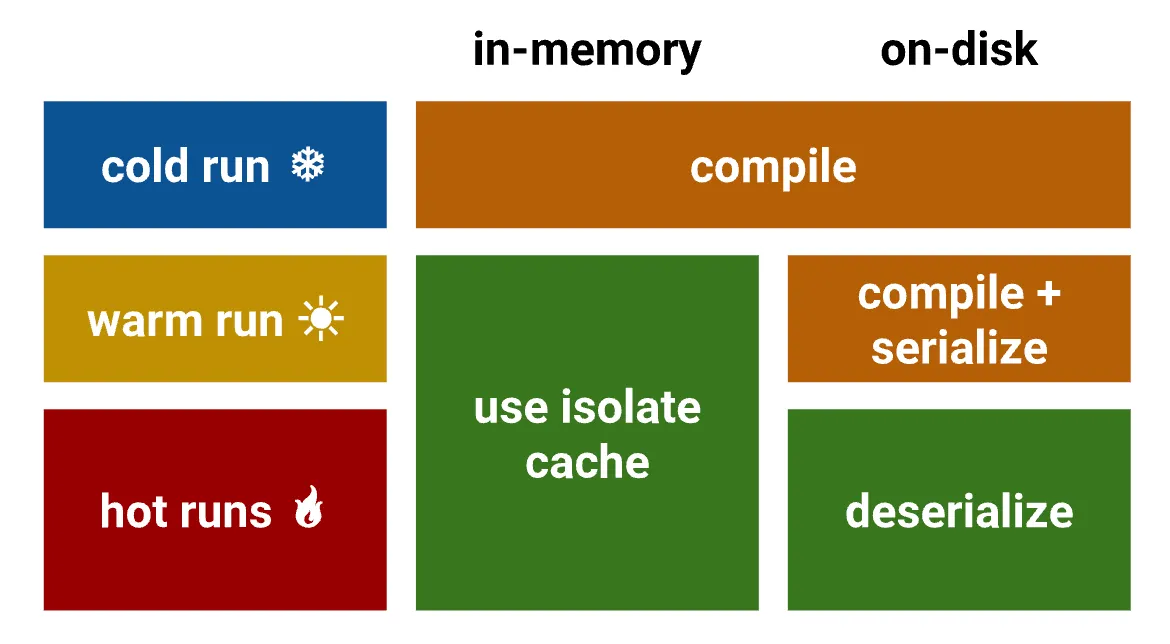 in-memory
on-disk
cold run ❄
compile
warm run ☀
compile +
serialize
use isolate
cache
hot runs 🔥
deserialize